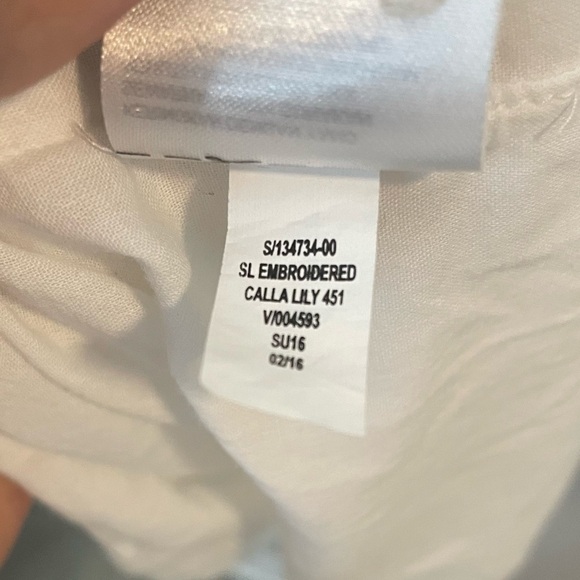 S/134734-00
SL EMBROIDERED
CALLA LILY 451
V/004593
SU16
02/16